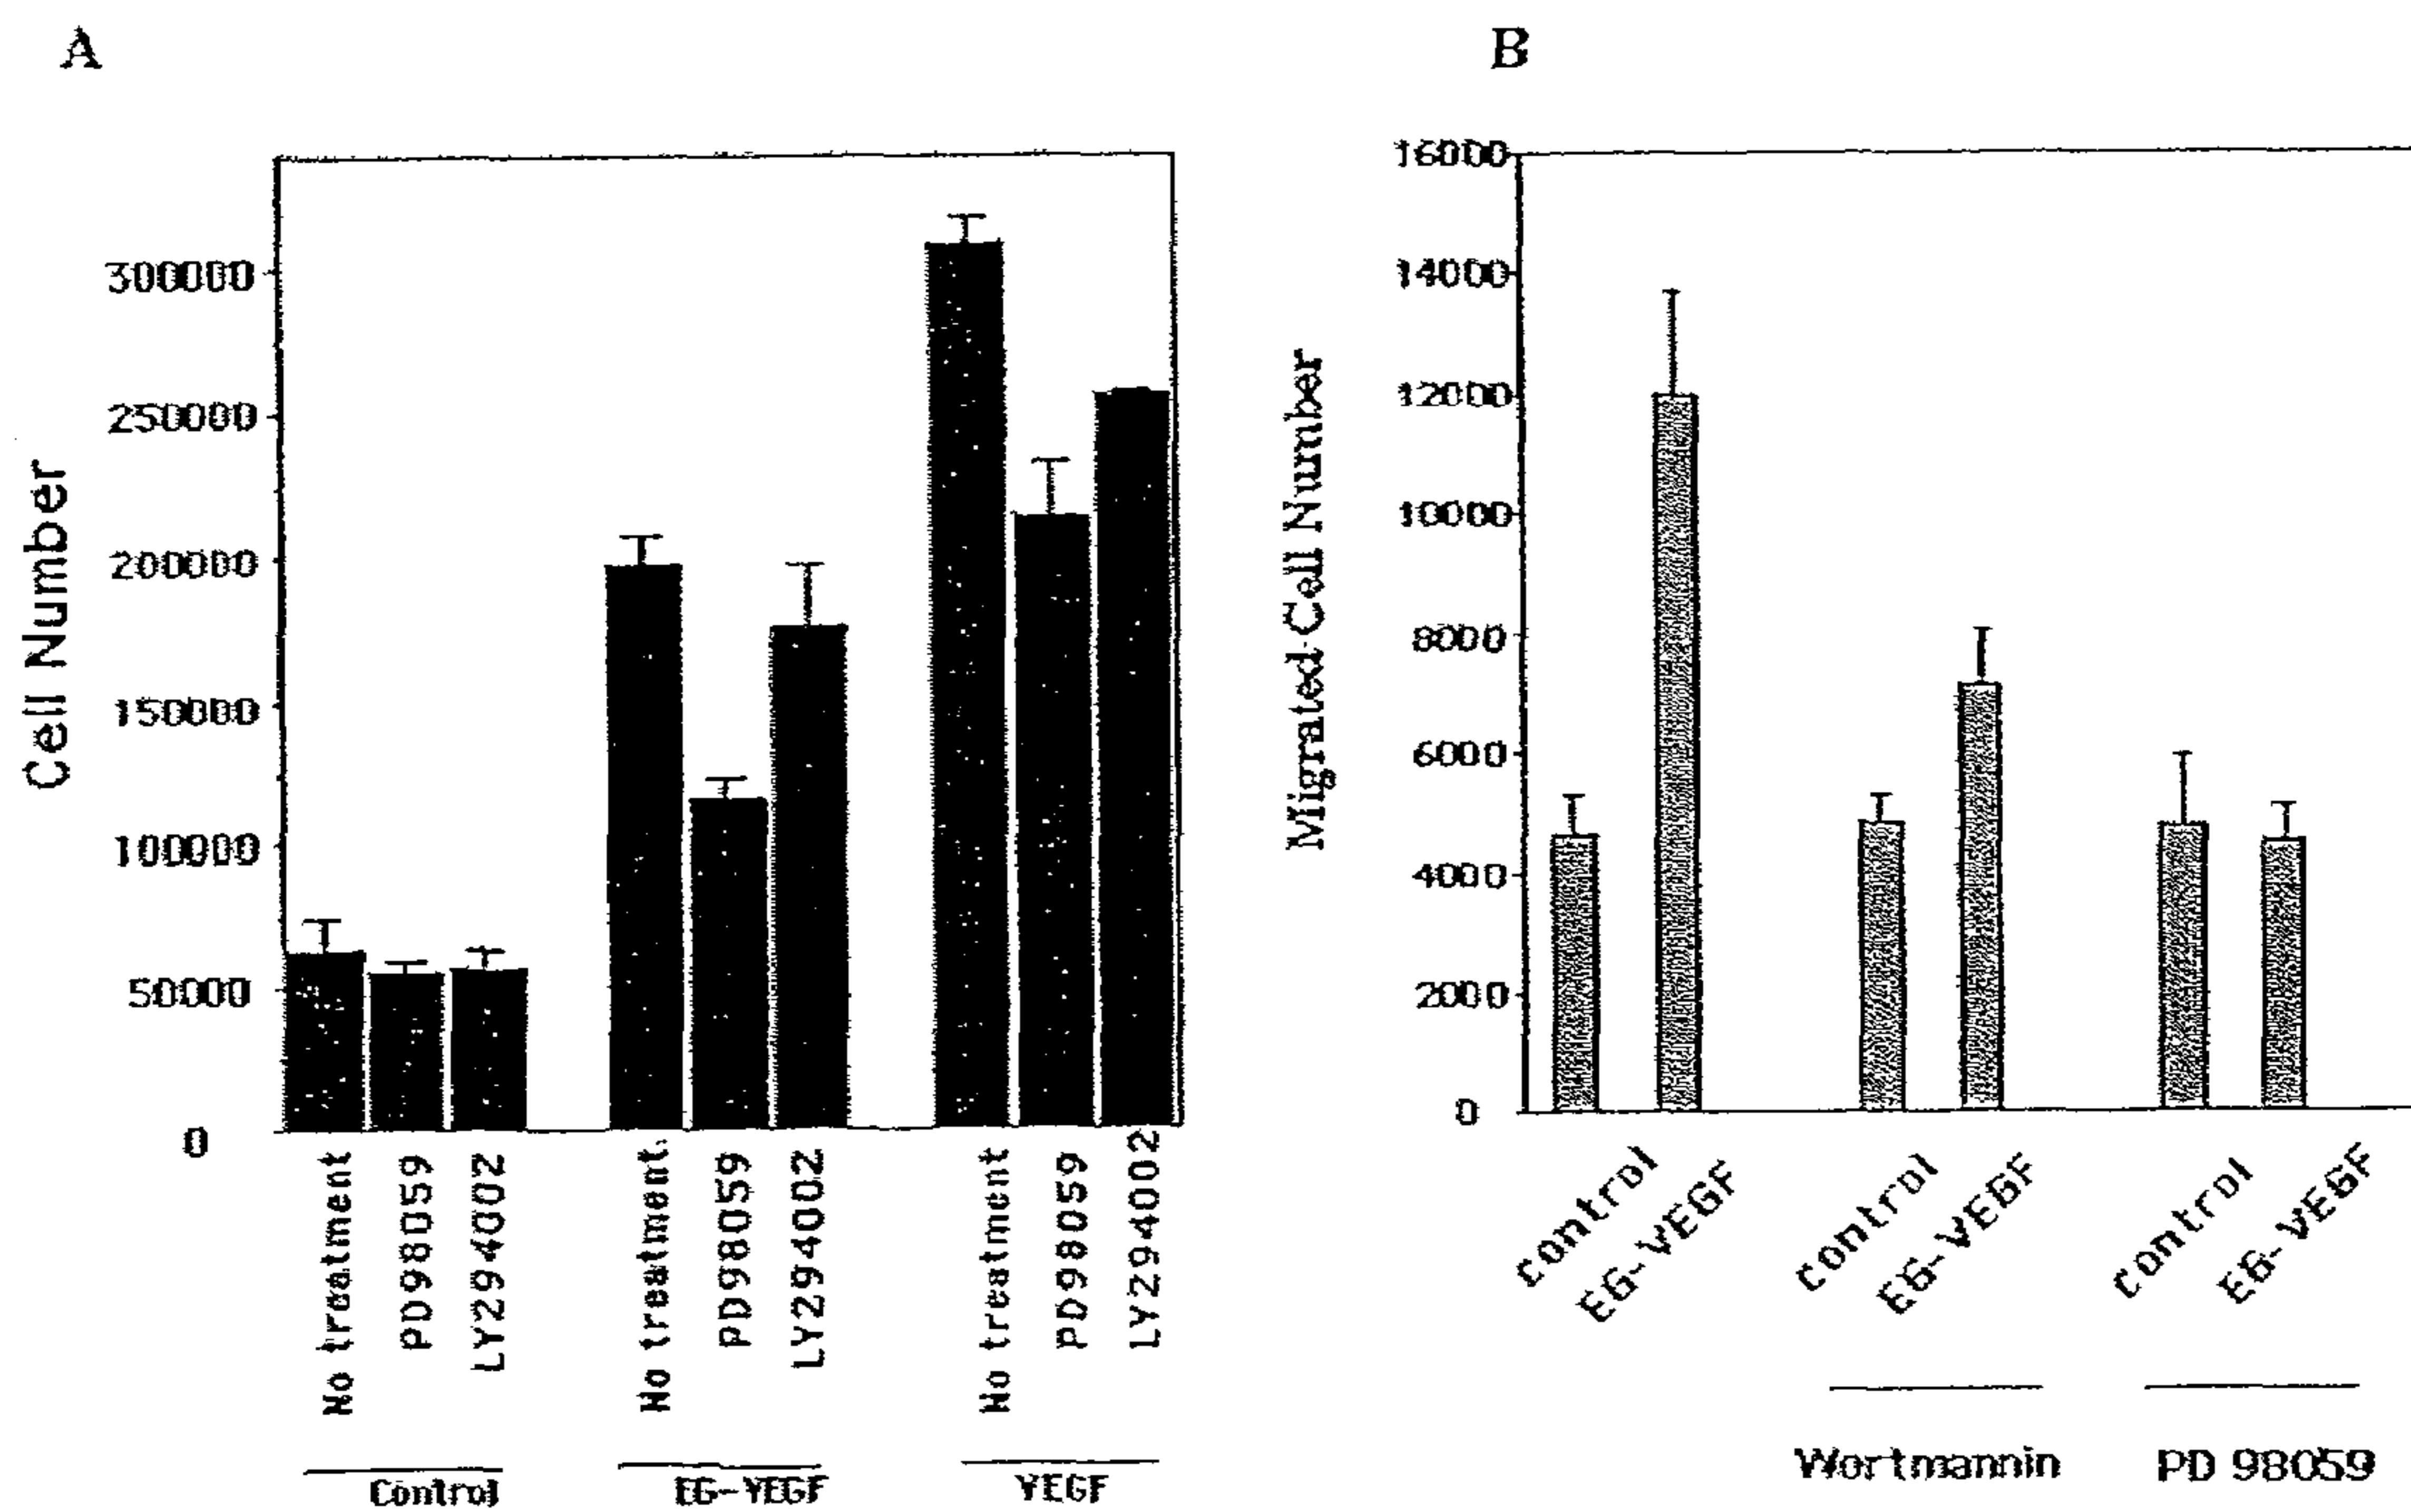 A
Cell Number
300000
250000
200000
150000
100000
50000
0
No treatment
PD98059
LY294002
No treatment
PD98059
LY294002
No treatment
PD98059
LY294002
Control
EG-VEGF
VEGF
B
Migrated Cell Number
16000
14000
12000
10000
8000
6000
4000
2000
0
control
EG-VEGF
control
EG-VEGF
control
EG-VEGF
Wortmannin
PD 98059